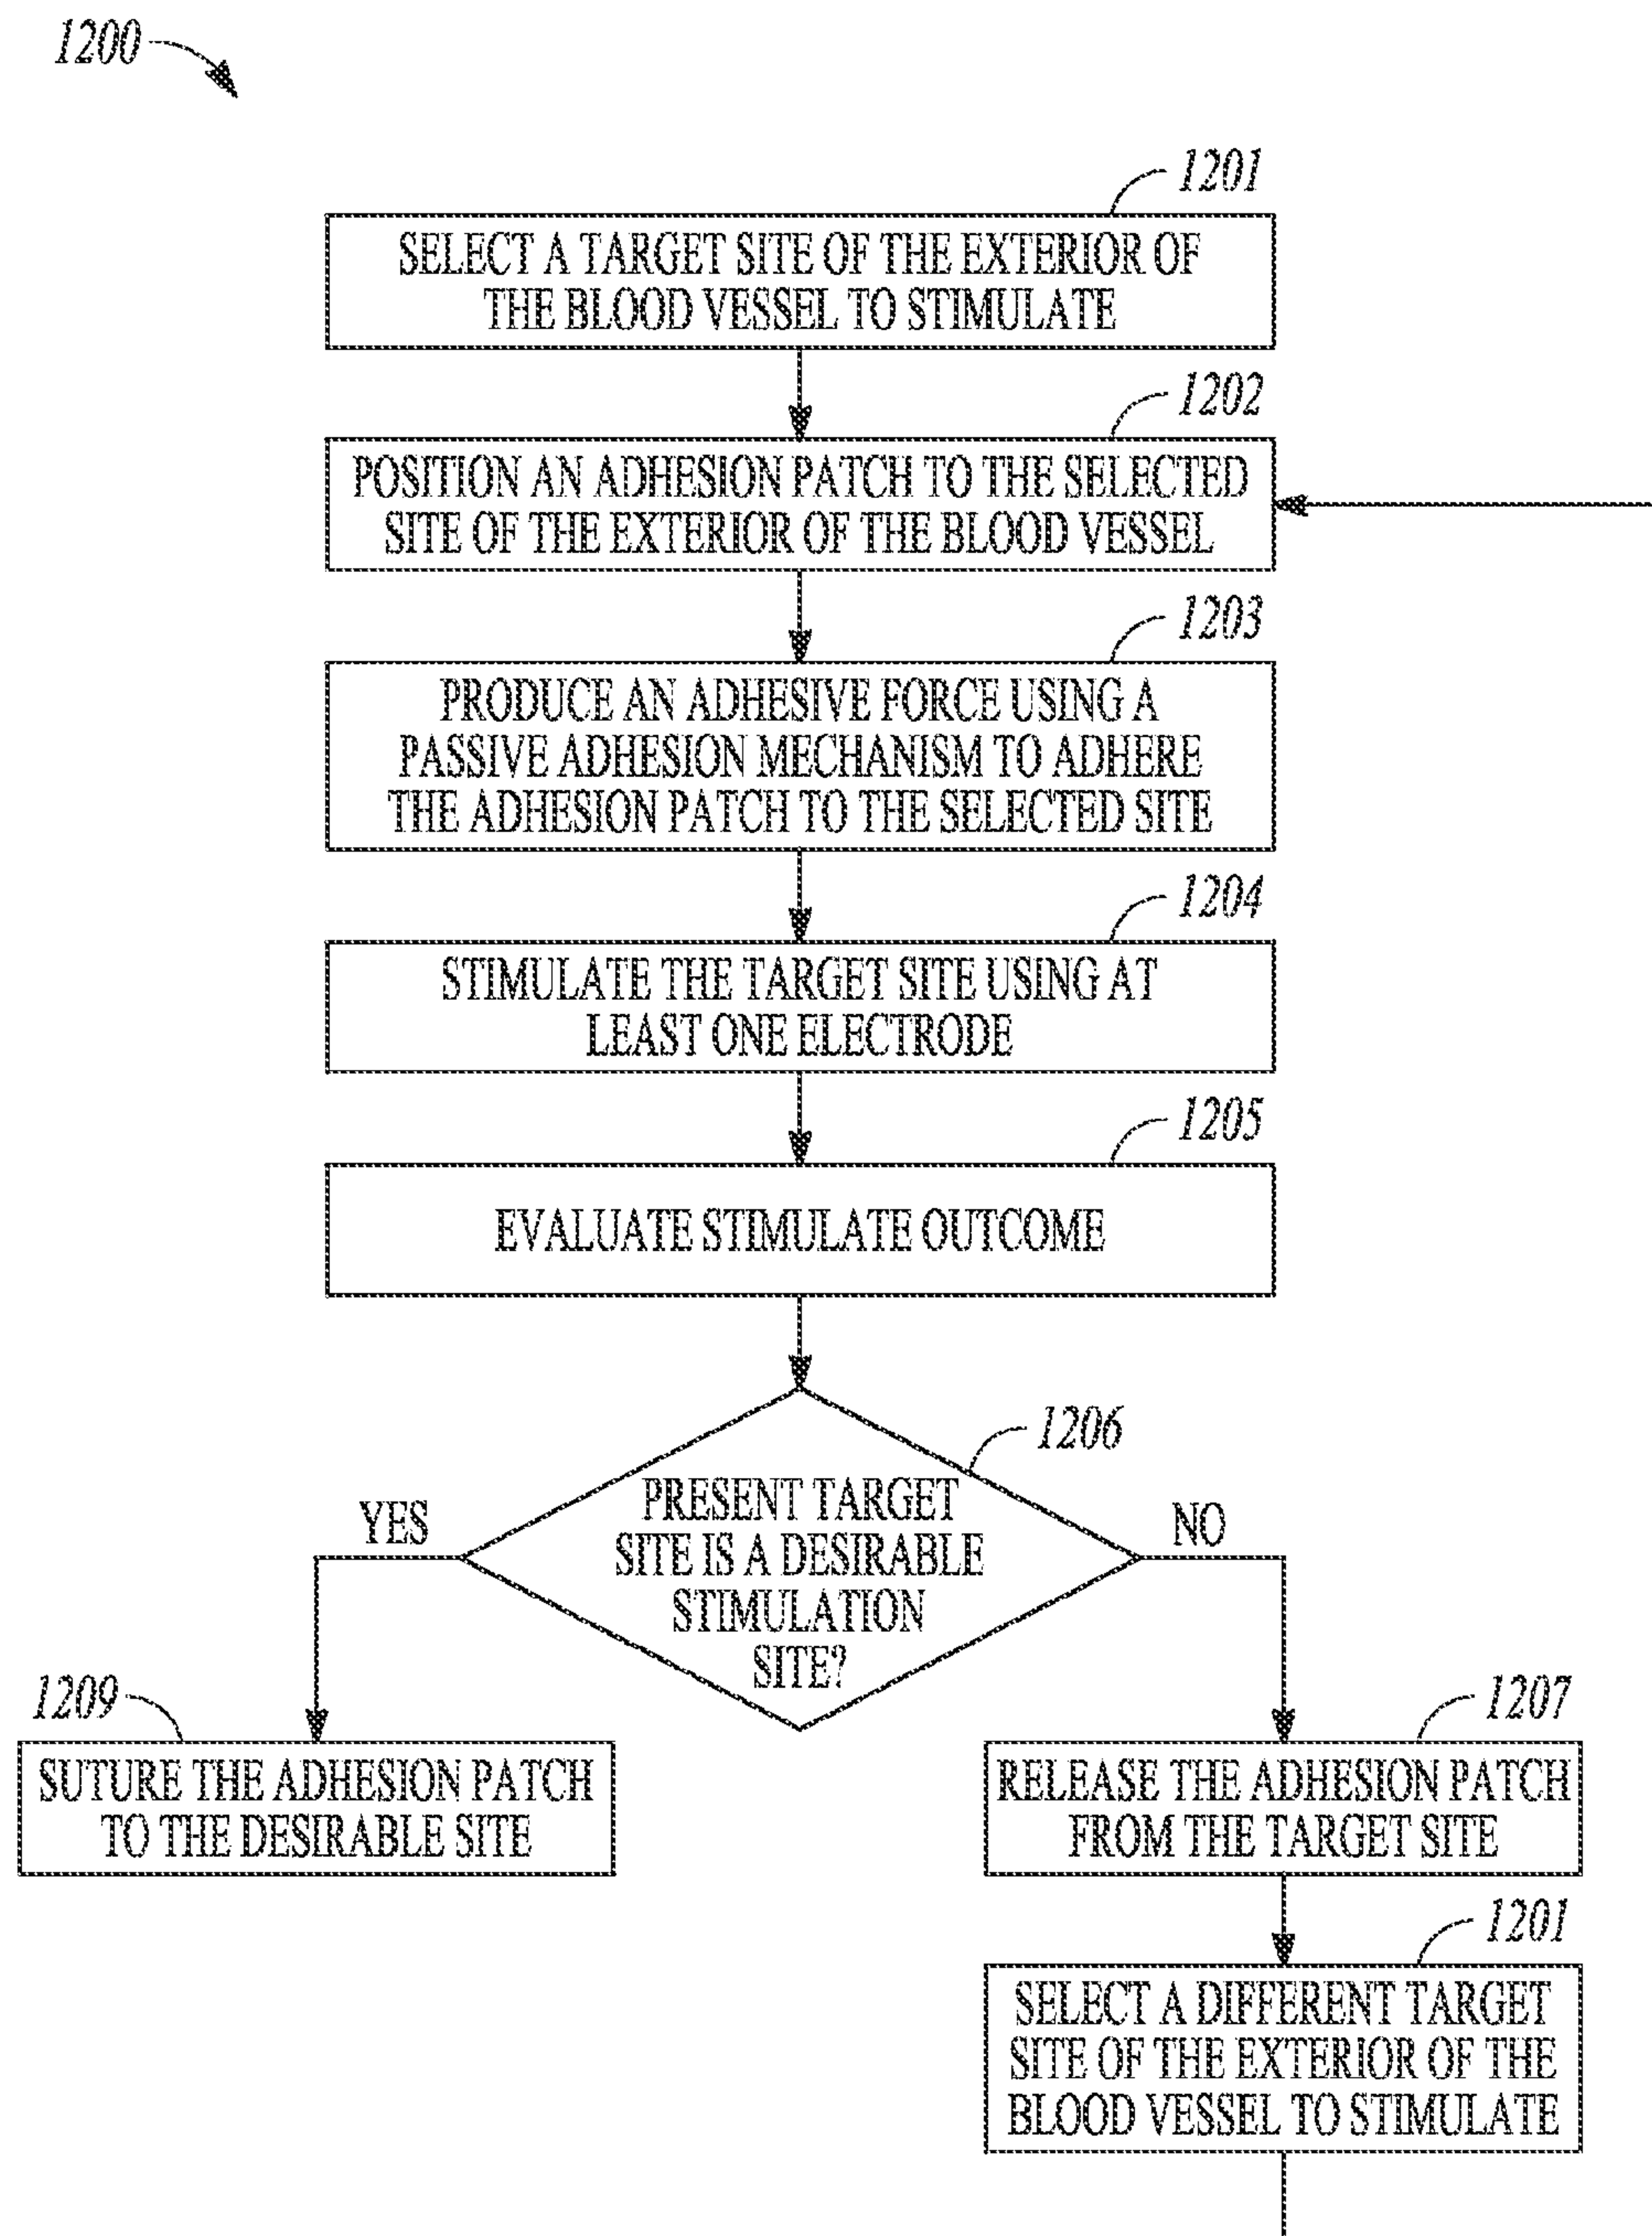 1200
1201
SELECT A TARGET SITE OF THE EXTERIOR OF
THE BLOOD VESSEL TO STIMULATE
1202
POSITION AN ADHESION PATCH TO THE SELECTED
SITE OF THE EXTERIOR OF THE BLOOD VESSEL
1203
PRODUCE AN ADHESIVE FORCE USING A
PASSIVE ADHESION MECHANISM TO ADHERE
THE ADHESION PATCH TO THE SELECTED SITE
1204
STIMULATE THE TARGET SITE USING AT
LEAST ONE ELECTRODE
1205
EVALUATE STIMULATE OUTCOME
1206
PRESENT TARGET
SITE IS A DESIRABLE
STIMULATION
SITE?
YES
NO
1209
SUTURE THE ADHESION PATCH
TO THE DESIRABLE SITE
1207
RELEASE THE ADHESION PATCH
FROM THE TARGET SITE
1201
SELECT A DIFFERENT TARGET
SITE OF THE EXTERIOR OF THE
BLOOD VESSEL TO STIMULATE